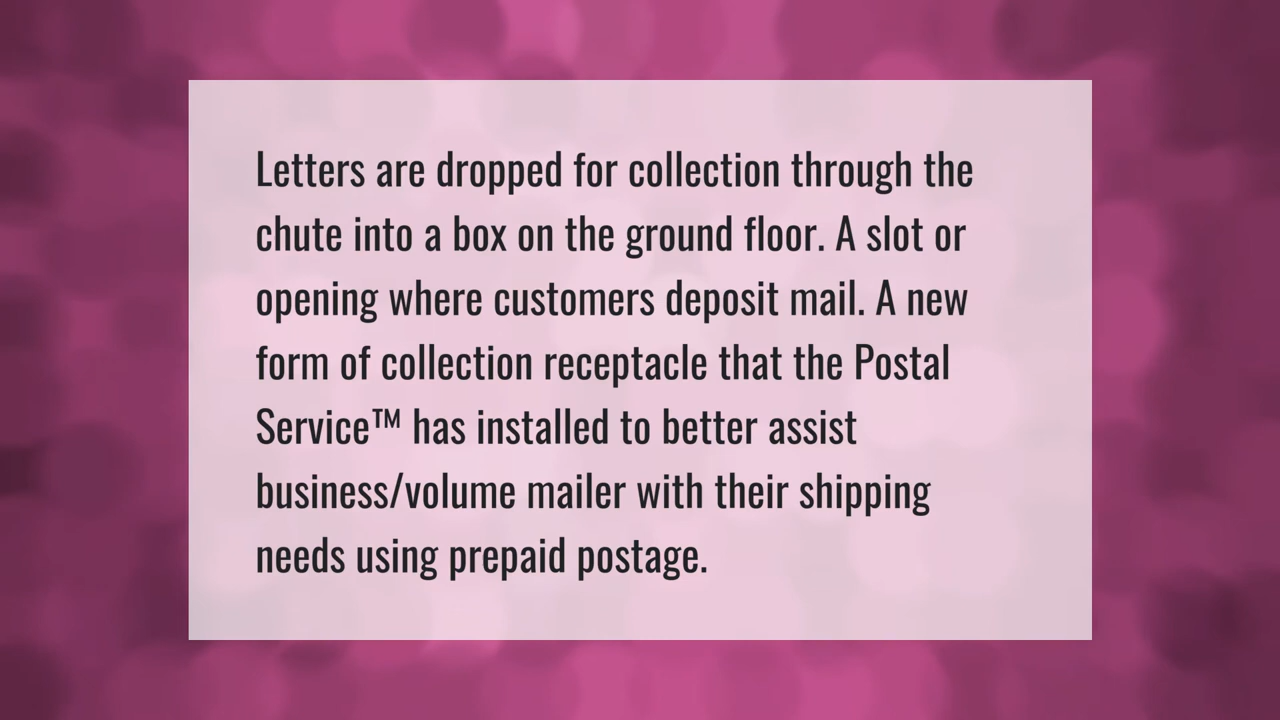 Letters are dropped for collection through the
chute into a box on the ground floor. A slot or
opening where customers deposit mail. A new
form of collection receptacle that the Postal
Service™ has installed to better assist
business/volume mailer with their shipping
needs using prepaid postage.